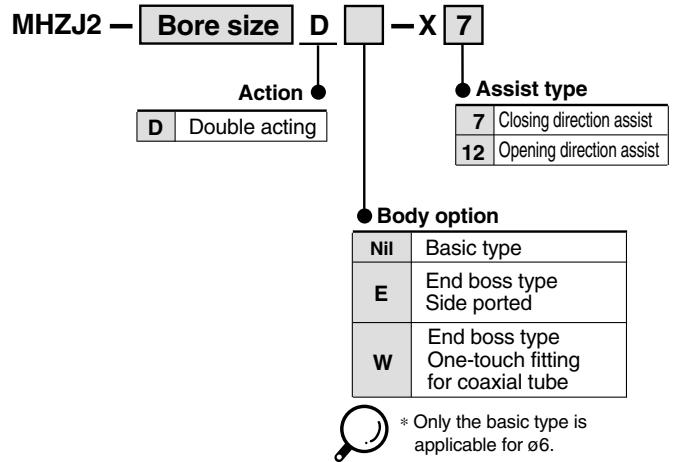 MHZJ2 — Bore size D — X 7
Action
D Double acting
Assist type
7 Closing direction assist
12 Opening direction assist
Body option
Nil Basic type
E End boss type
Side ported
W End boss type
One-touch fitting
for coaxial tube
* Only the basic type is
applicable for ø6.